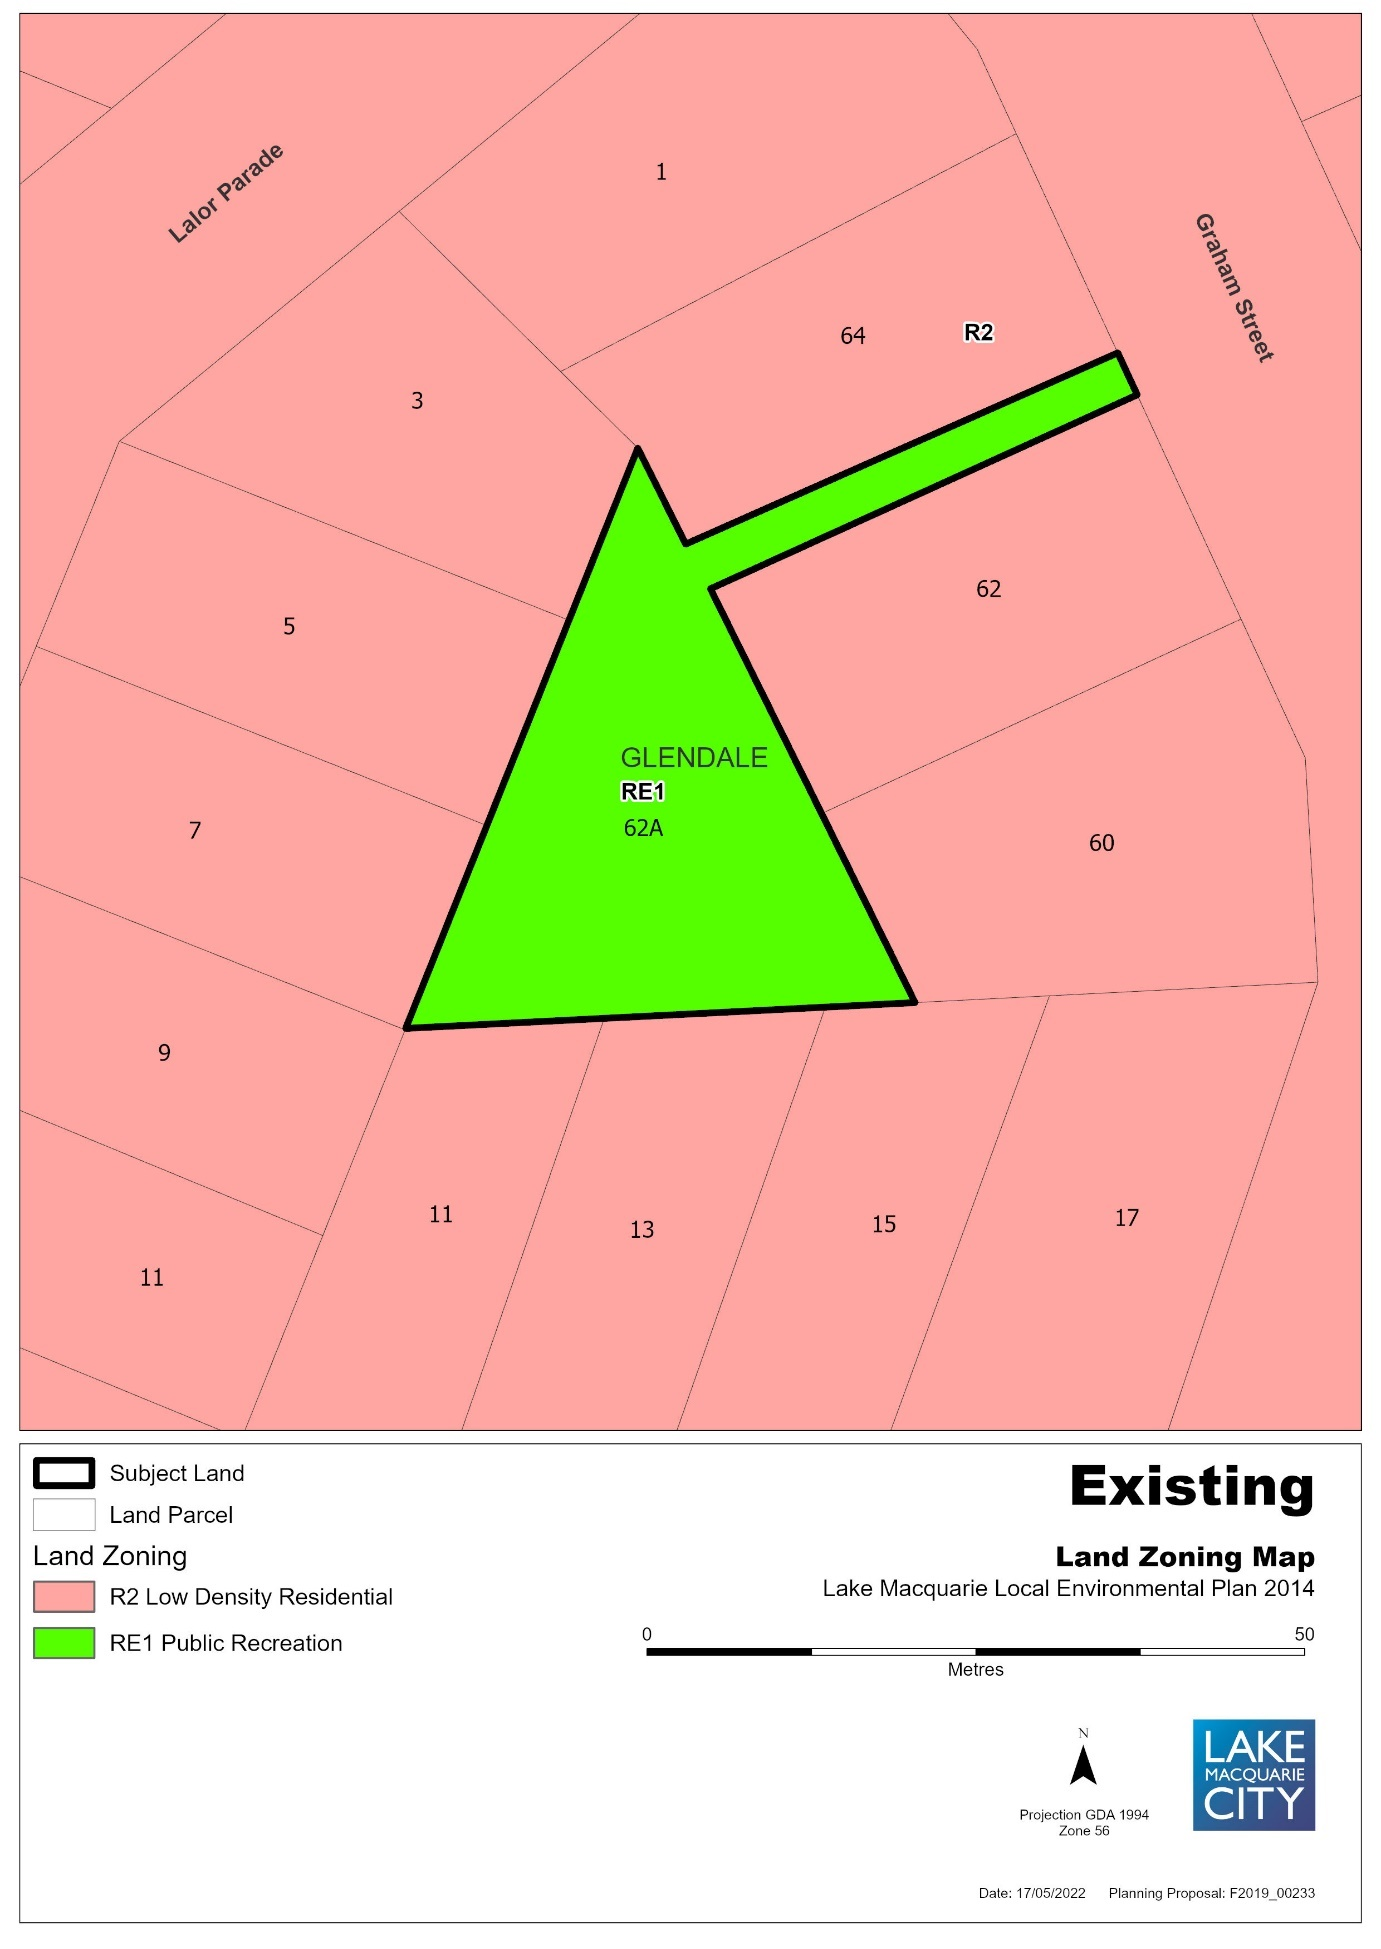 Lalor Parade
1
Graham Street
64
R2
3
62
5
GLENDALE
RE1
62A
7
60
9
11
13
15
17
11
Subject Land
Land Parcel
Land Zoning
R2 Low Density Residential
RE1 Public Recreation
Existing
Land Zoning Map
Lake Macquarie Local Environmental Plan 2014
0 50
Metres
N
Projection GDA 1994
Zone 56
LAKE
MACQUARIE
CITY
Date: 17/05/2022 Planning Proposal: F2019_00233